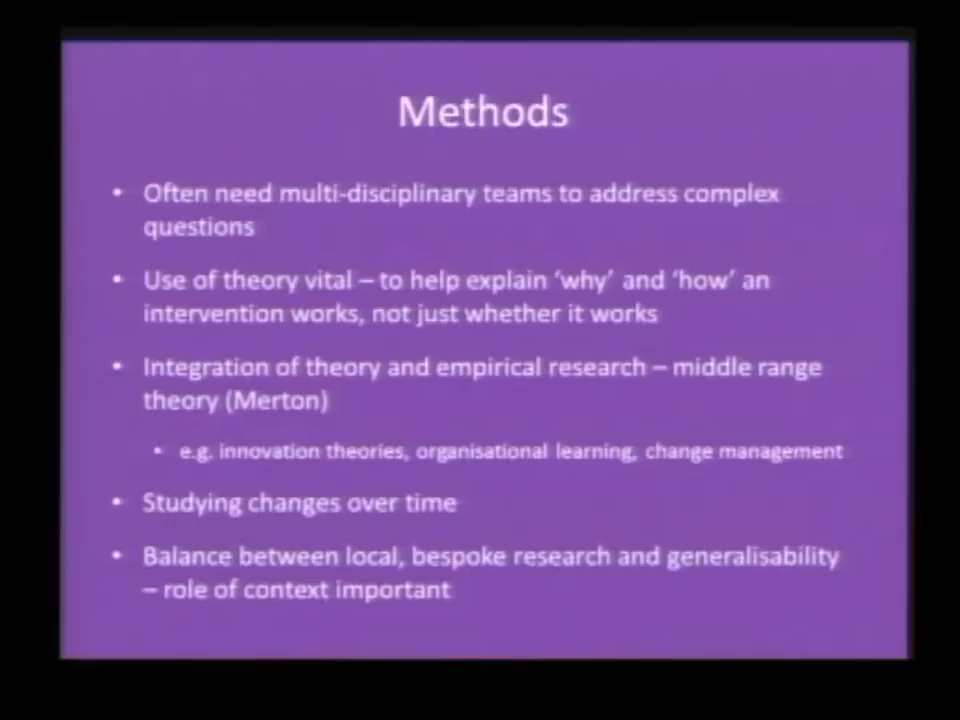 Methods
• Often need multi-disciplinary teams to address complex
questions
• Use of theory vital – to help explain ‘why’ and ‘how’ an
intervention works, not just whether it works
• Integration of theory and empirical research – middle range
theory (Merton)
• e.g. innovation theories, organisational learning, change management
• Studying changes over time
• Balance between local, bespoke research and generalisability
– role of context important